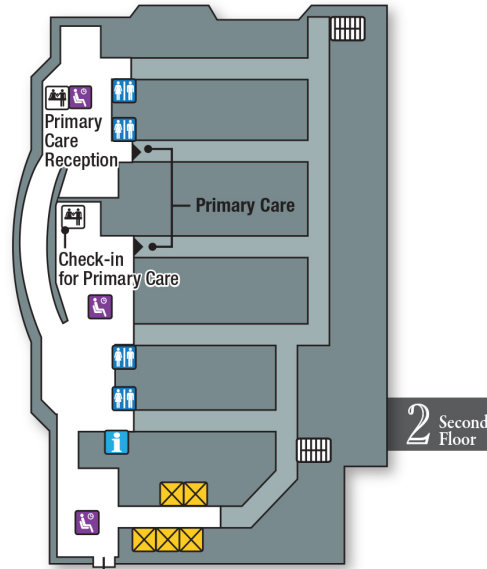 Primary
Care
Reception
Primary Care
Check-in
for Primary Care
i
2 Second
Floor